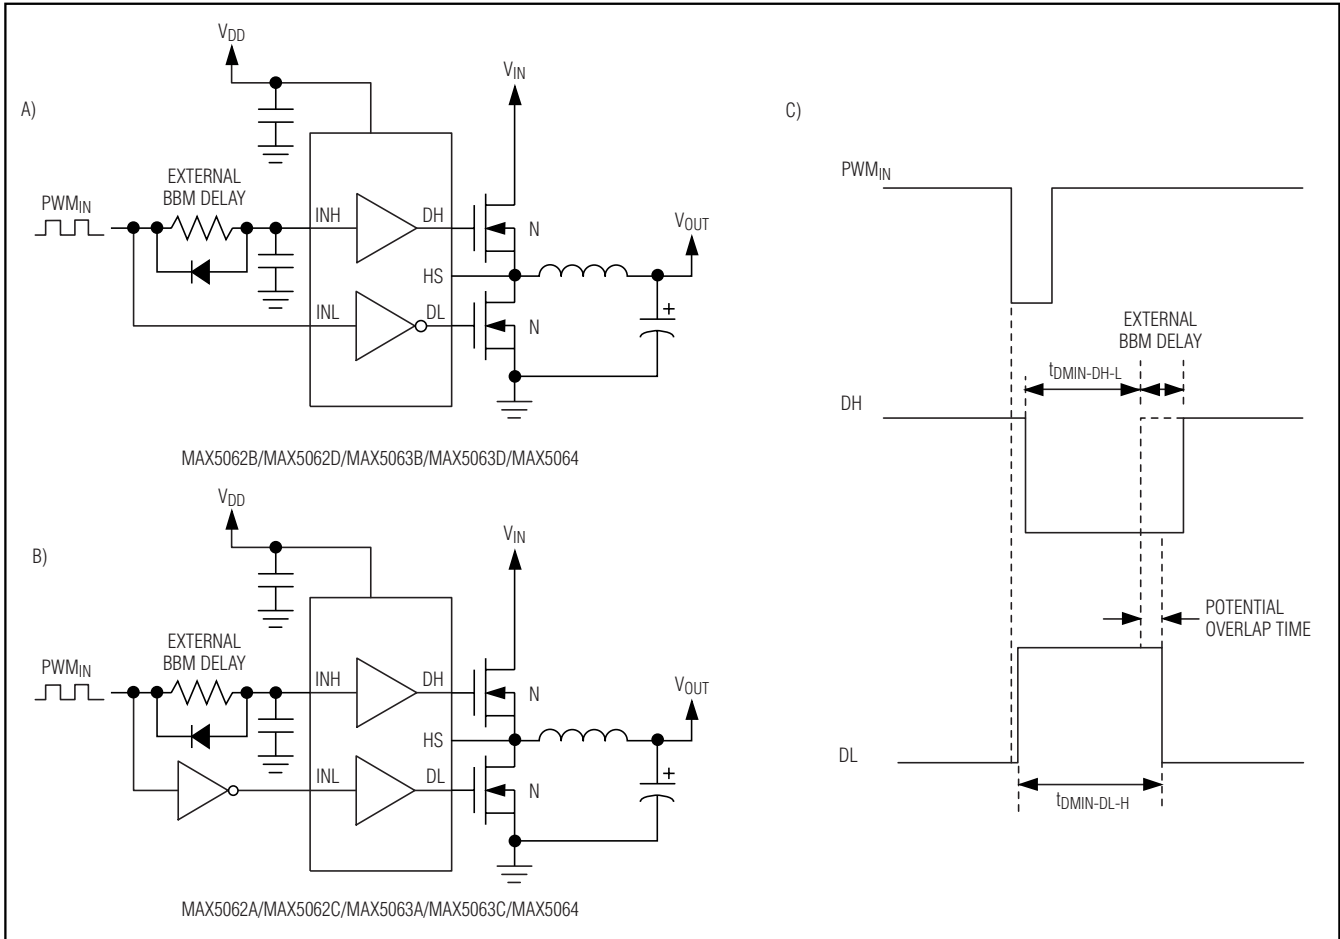 A)
VDD
VIN
EXTERNAL
BBM DELAY
PWMIN
INH
DH
N
VOUT
HS
INL
DL
N
+
MAX5062B/MAX5062D/MAX5063B/MAX5063D/MAX5064
B)
VDD
VIN
EXTERNAL
BBM DELAY
PWMIN
INH
DH
N
VOUT
HS
INL
DL
N
+
MAX5062A/MAX5062C/MAX5063A/MAX5063C/MAX5064
C)
PWMIN
EXTERNAL
BBM DELAY
tDMIN-DH-L
DH
POTENTIAL
OVERLAP TIME
DL
tDMIN-DL-H